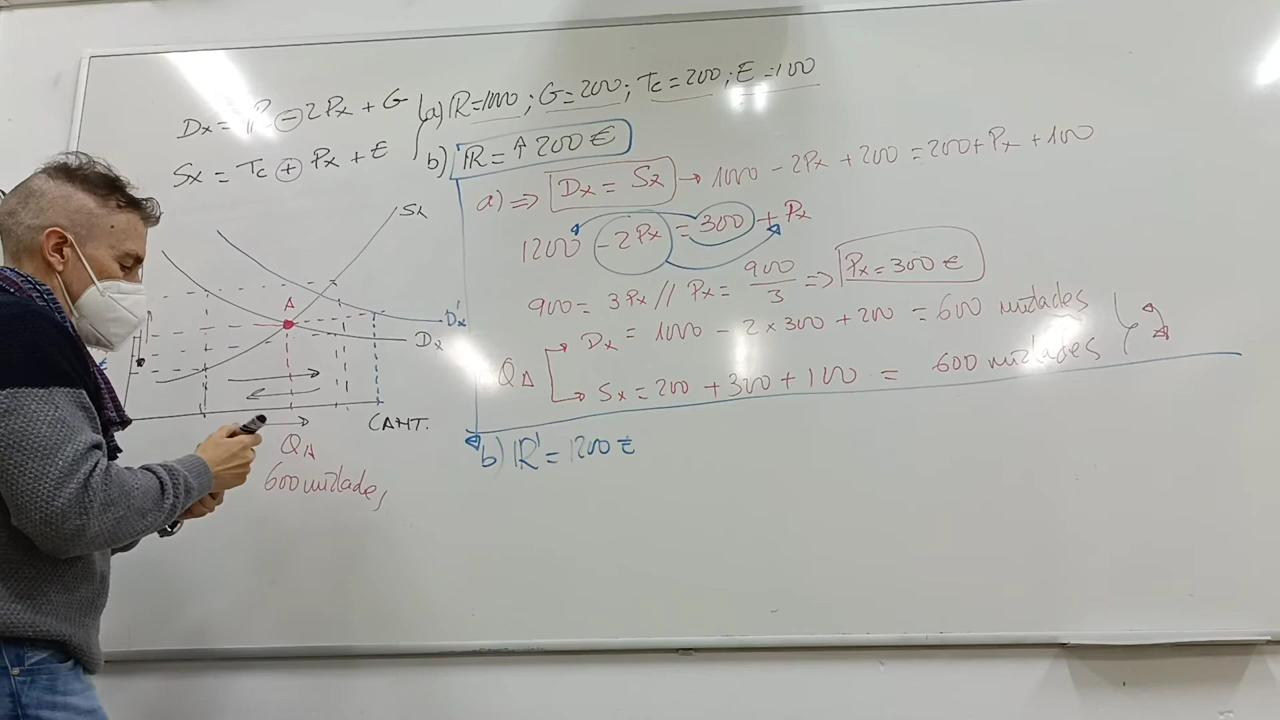 Dx = R - 2Px + G (a) R=1000 ; G=200 ; Tc=200 ; E=100
Sx = Tc + Px + E b) R = ↑ 200 €
a) ⇒ Dx = Sx → 1000 - 2Px + 200 = 200 + Px + 100
1200 - 2Px = 300 + Px
900 = 3Px // Px = 900/3 ⇒ Px = 300 €
QA → Dx = 1000 - 2 x 300 + 200 = 600 unidades
→ Sx = 200 + 300 + 100 = 600 unidades
b) R' = 1200 €
Sx
A
Dx'
Dx
CANT.
QA
600 unidades